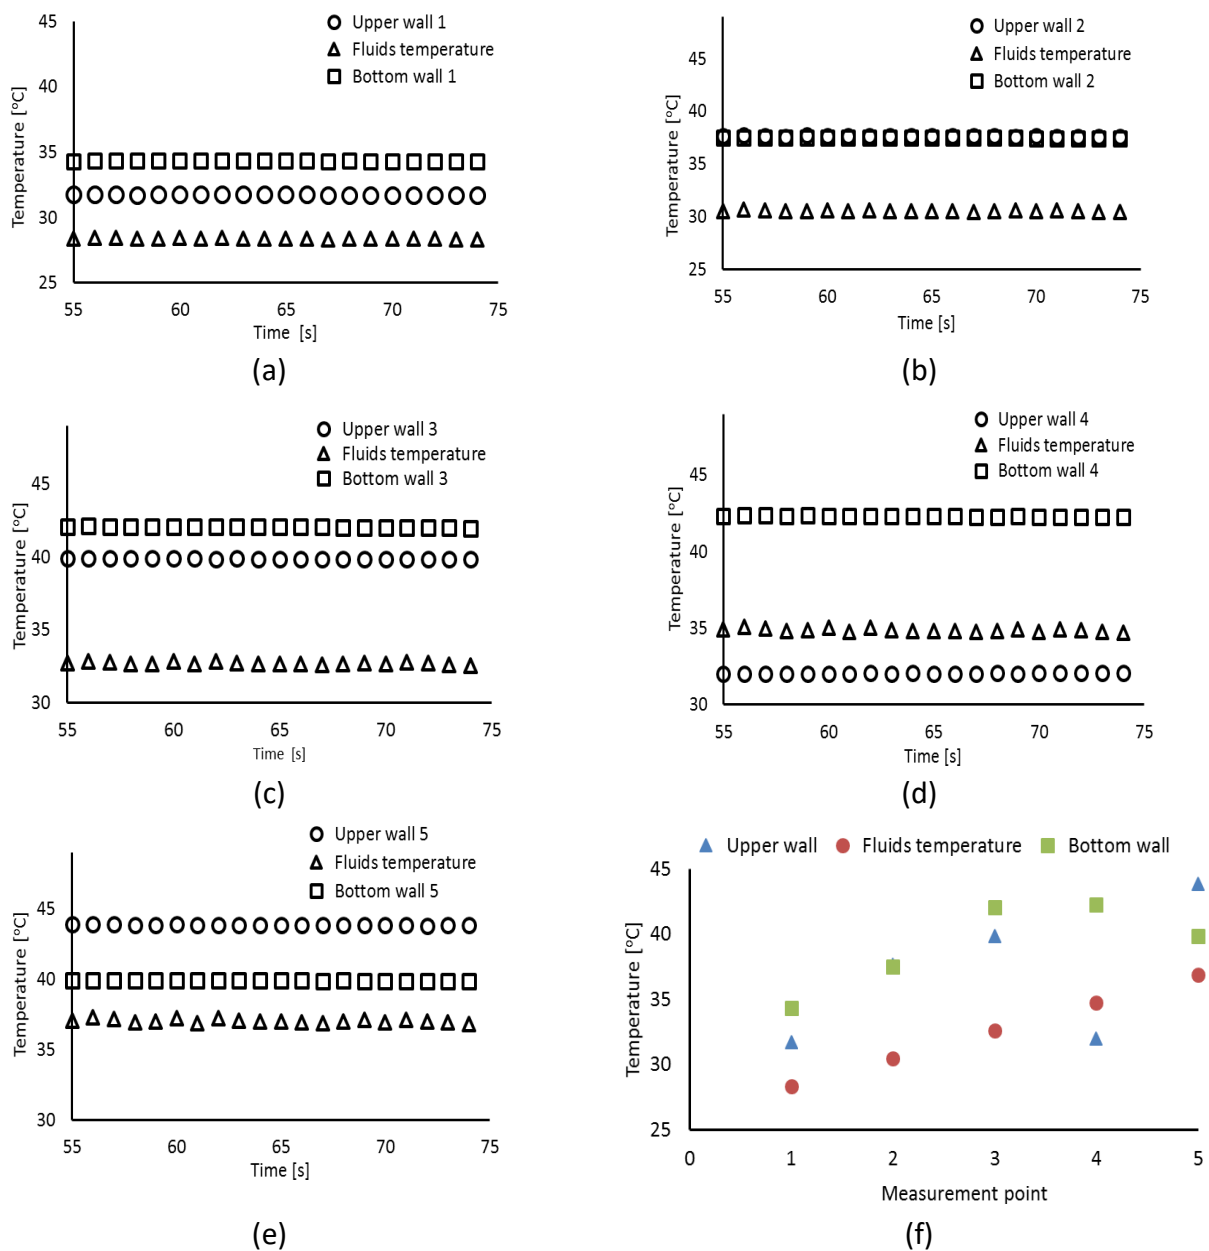 Upper wall 1
Fluids temperature
Bottom wall 1
Temperature [°C]
45
40
35
30
25
55 60 65 70 75
Time [s]
(a)
Upper wall 2
Fluids temperature
Bottom wall 2
Temperature [°C]
45
40
35
30
25
55 60 65 70 75
Time [s]
(b)
Upper wall 3
Fluids temperature
Bottom wall 3
Temperature [°C]
45
40
35
30
55 60 65 70 75
Time [s]
(c)
Upper wall 4
Fluids temperature
Bottom wall 4
Temperature [°C]
45
40
35
30
55 60 65 70 75
Time [s]
(d)
Upper wall 5
Fluids temperature
Bottom wall 5
Temperature [°C]
45
40
35
30
55 60 65 70 75
Time [s]
(e)
Upper wall Fluids temperature Bottom wall
Temperature [°C]
45
40
35
30
25
0 1 2 3 4 5
Measurement point
(f)